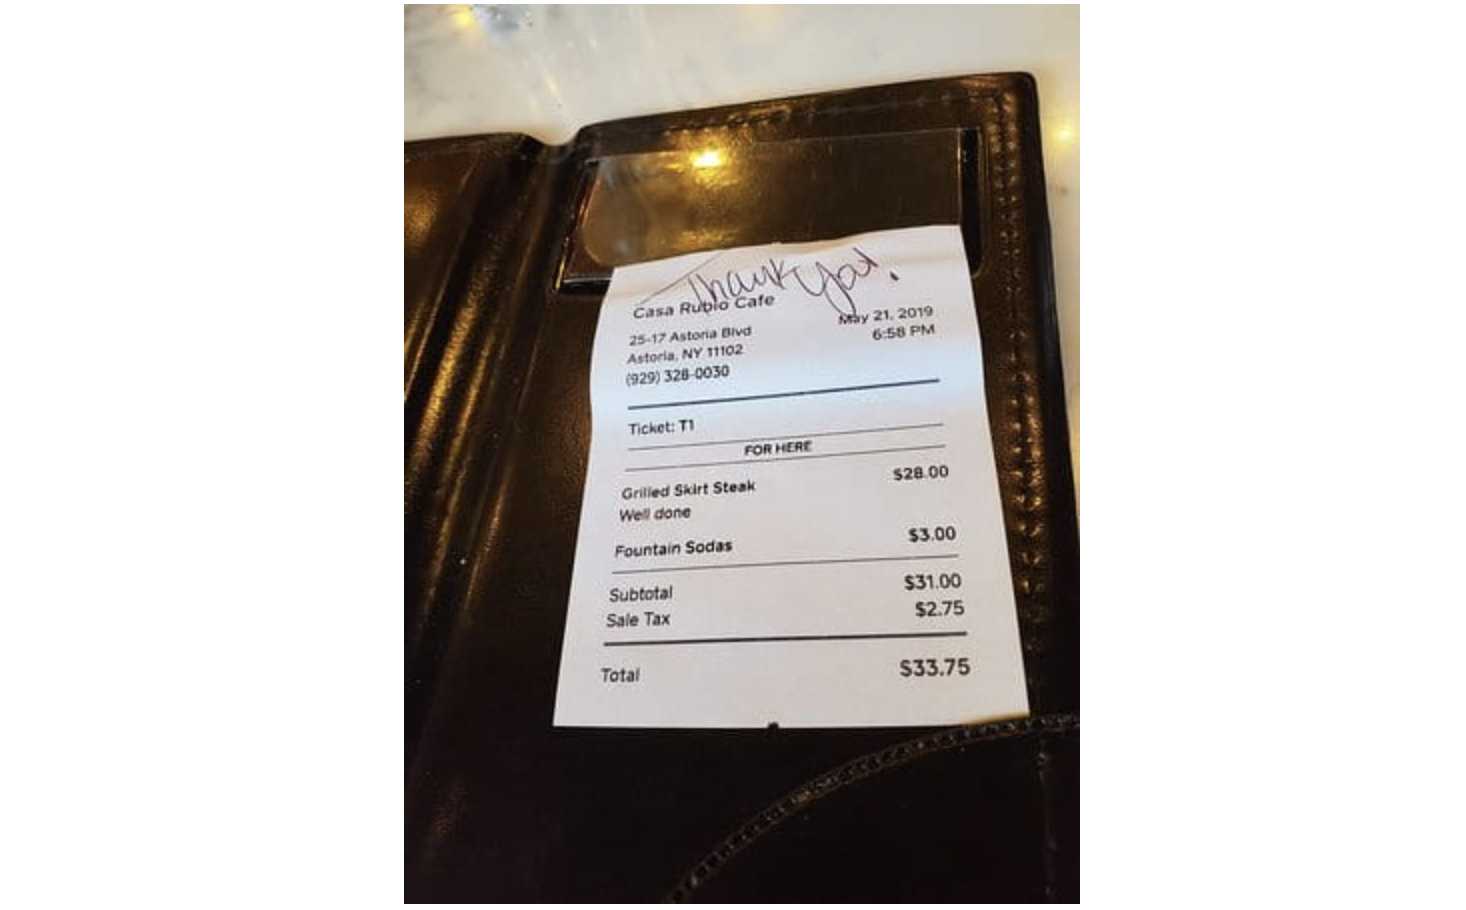 Thank you!
Casa Rubio Cafe
25-17 Astoria Blvd
Astoria, NY 11102
(929) 328-0030
May 21, 2019
6:58 PM
Ticket: T1
FOR HERE
Grilled Skirt Steak $28.00
Well done
Fountain Sodas $3.00
Subtotal $31.00
Sale Tax $2.75
Total $33.75